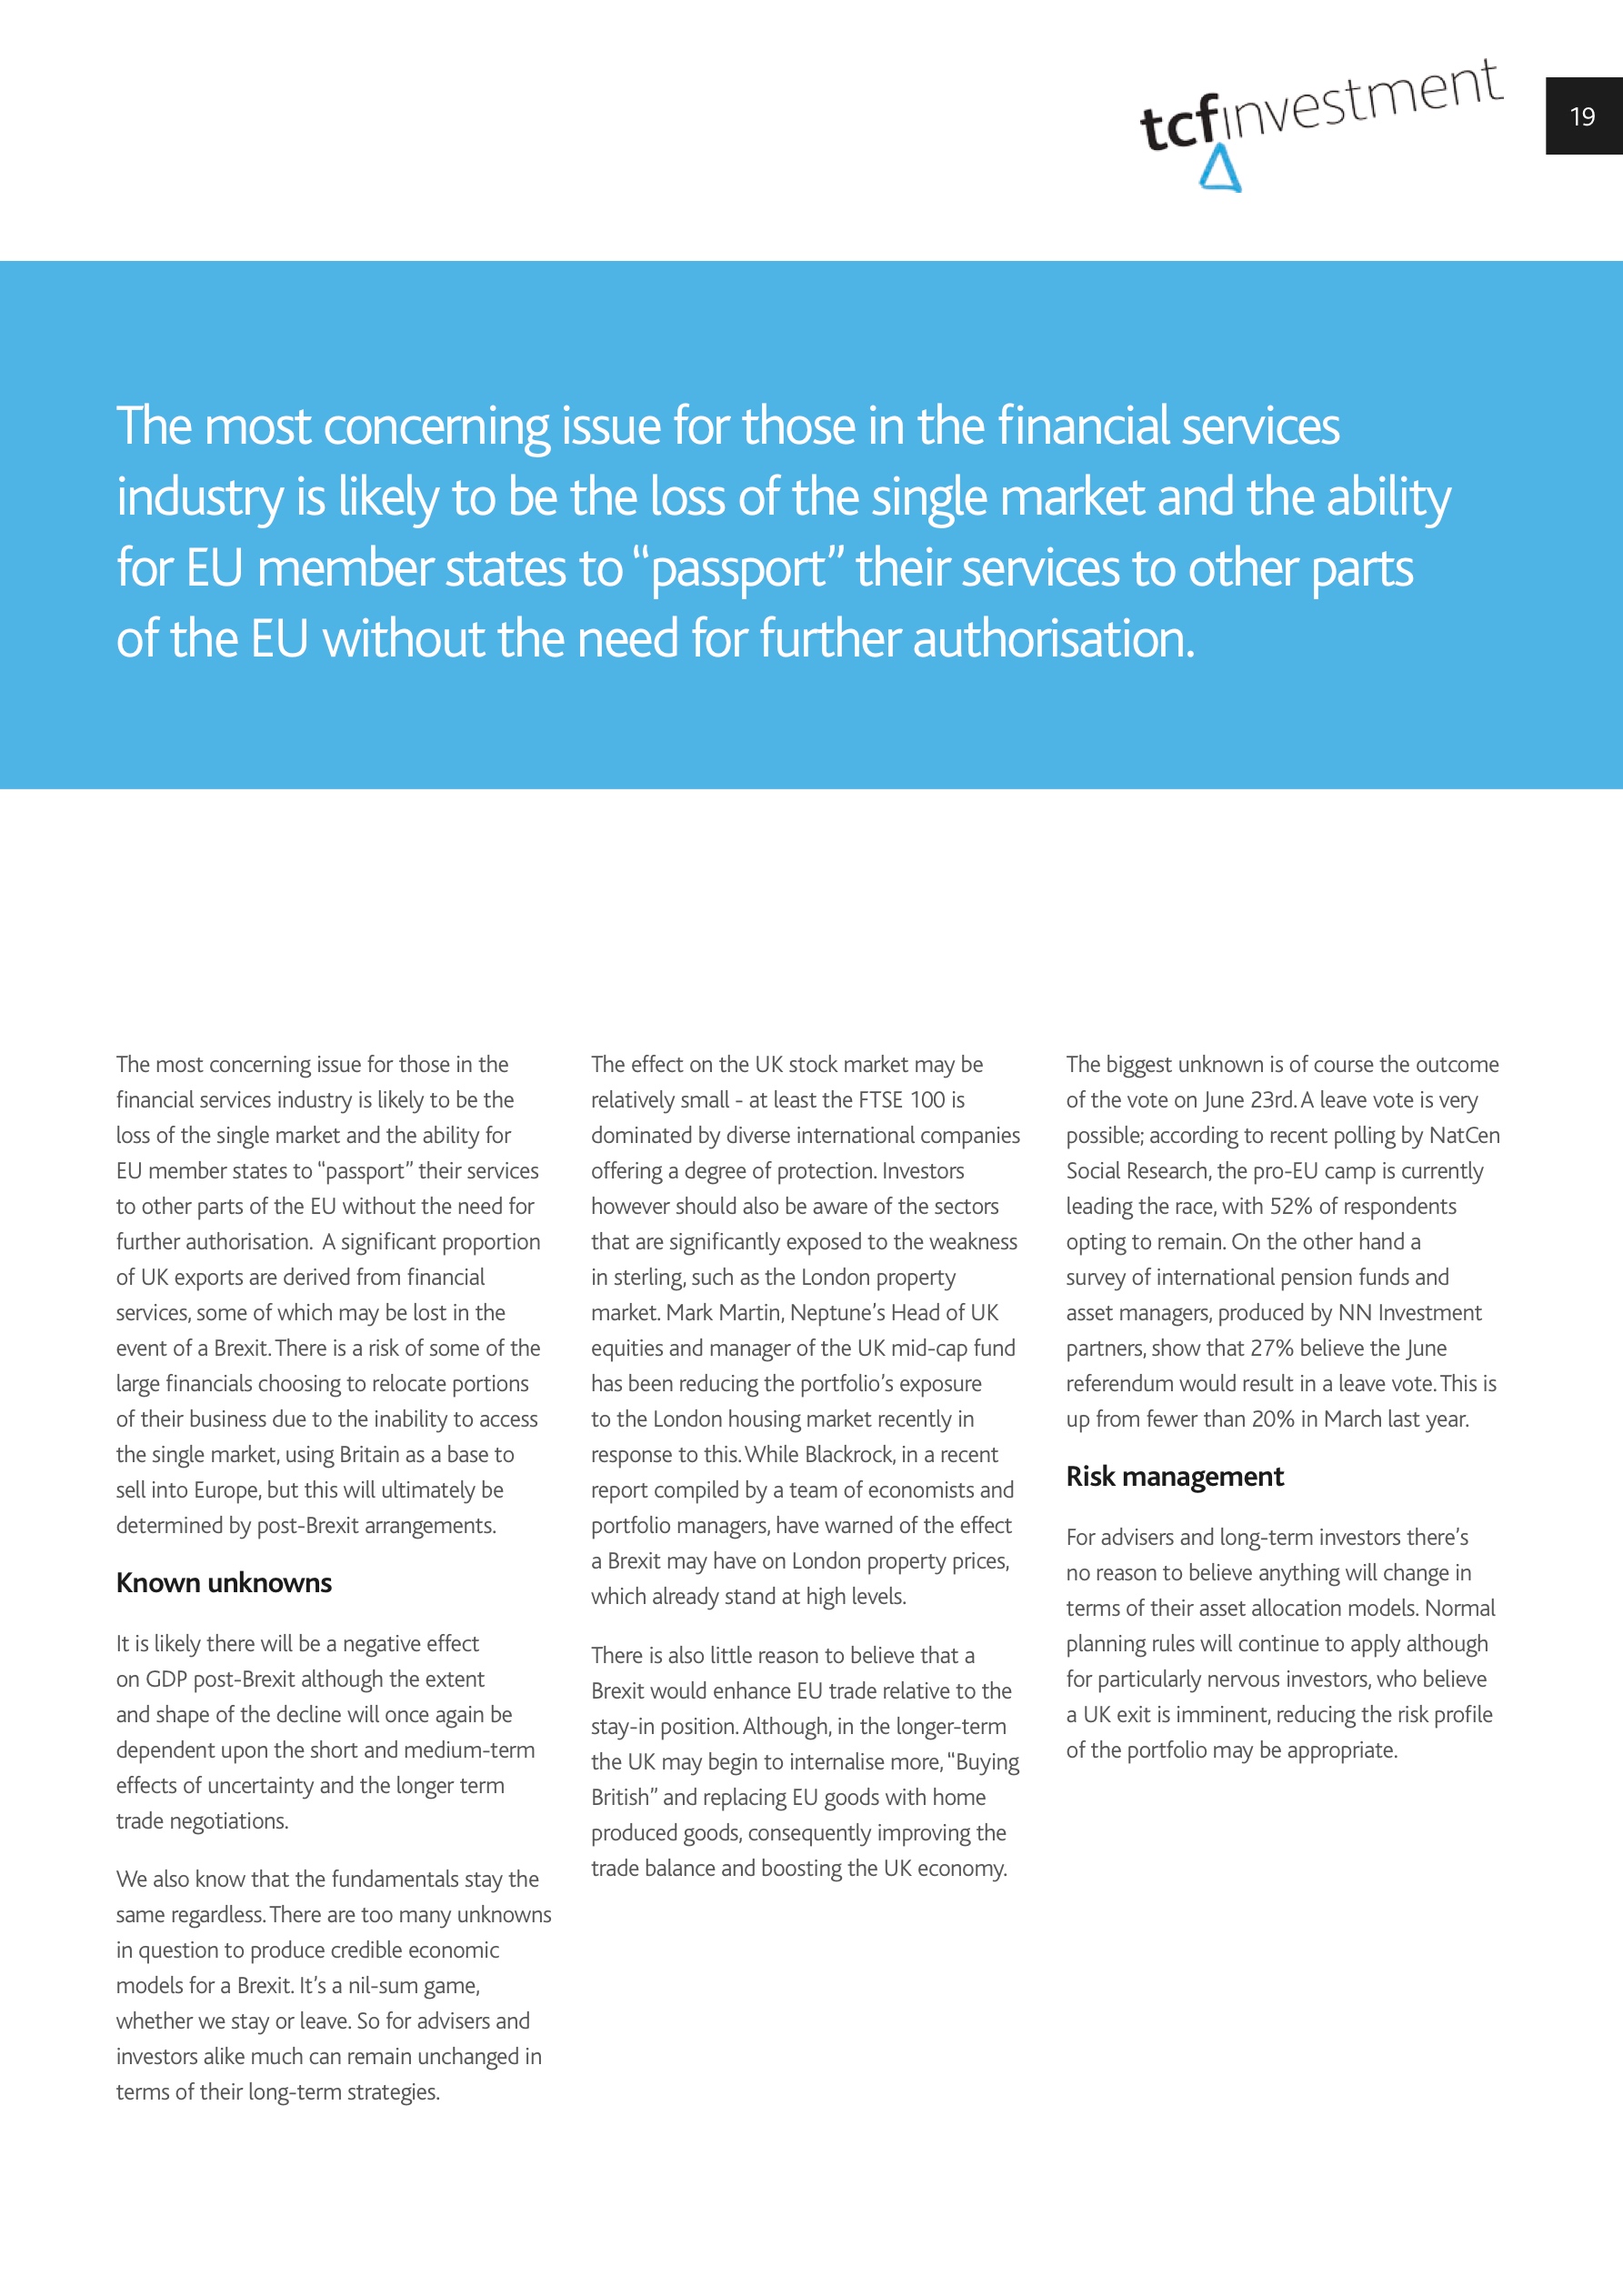 tcfinvestment
19
The most concerning issue for those in the financial services
industry is likely to be the loss of the single market and the ability
for EU member states to “passport” their services to other parts
of the EU without the need for further authorisation.
The most concerning issue for those in the
financial services industry is likely to be the
loss of the single market and the ability for
EU member states to “passport” their services
to other parts of the EU without the need for
further authorisation. A significant proportion
of UK exports are derived from financial
services, some of which may be lost in the
event of a Brexit. There is a risk of some of the
large financials choosing to relocate portions
of their business due to the inability to access
the single market, using Britain as a base to
sell into Europe, but this will ultimately be
determined by post-Brexit arrangements.
Known unknowns
It is likely there will be a negative effect
on GDP post-Brexit although the extent
and shape of the decline will once again be
dependent upon the short and medium-term
effects of uncertainty and the longer term
trade negotiations.
We also know that the fundamentals stay the
same regardless. There are too many unknowns
in question to produce credible economic
models for a Brexit. It’s a nil-sum game,
whether we stay or leave. So for advisers and
investors alike much can remain unchanged in
terms of their long-term strategies.
The effect on the UK stock market may be
relatively small - at least the FTSE 100 is
dominated by diverse international companies
offering a degree of protection. Investors
however should also be aware of the sectors
that are significantly exposed to the weakness
in sterling, such as the London property
market. Mark Martin, Neptune’s Head of UK
equities and manager of the UK mid-cap fund
has been reducing the portfolio’s exposure
to the London housing market recently in
response to this. While Blackrock, in a recent
report compiled by a team of economists and
portfolio managers, have warned of the effect
a Brexit may have on London property prices,
which already stand at high levels.
There is also little reason to believe that a
Brexit would enhance EU trade relative to the
stay-in position. Although, in the longer-term
the UK may begin to internalise more, “Buying
British” and replacing EU goods with home
produced goods, consequently improving the
trade balance and boosting the UK economy.
The biggest unknown is of course the outcome
of the vote on June 23rd. A leave vote is very
possible; according to recent polling by NatCen
Social Research, the pro-EU camp is currently
leading the race, with 52% of respondents
opting to remain. On the other hand a
survey of international pension funds and
asset managers, produced by NN Investment
partners, show that 27% believe the June
referendum would result in a leave vote. This is
up from fewer than 20% in March last year.
Risk management
For advisers and long-term investors there’s
no reason to believe anything will change in
terms of their asset allocation models. Normal
planning rules will continue to apply although
for particularly nervous investors, who believe
a UK exit is imminent, reducing the risk profile
of the portfolio may be appropriate.